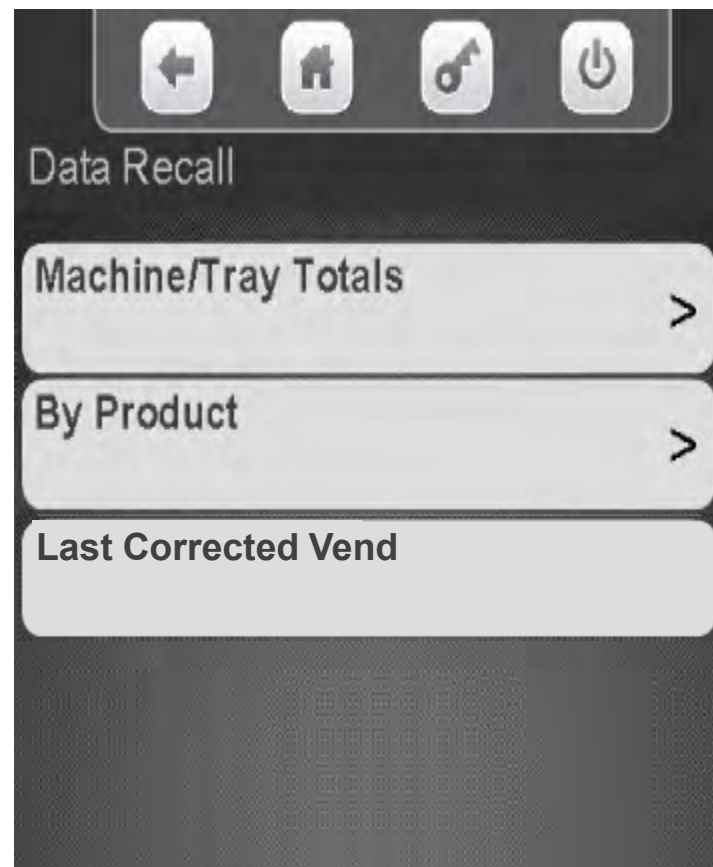 Data Recall
Machine/Tray Totals
>
By Product
>
Last Corrected Vend